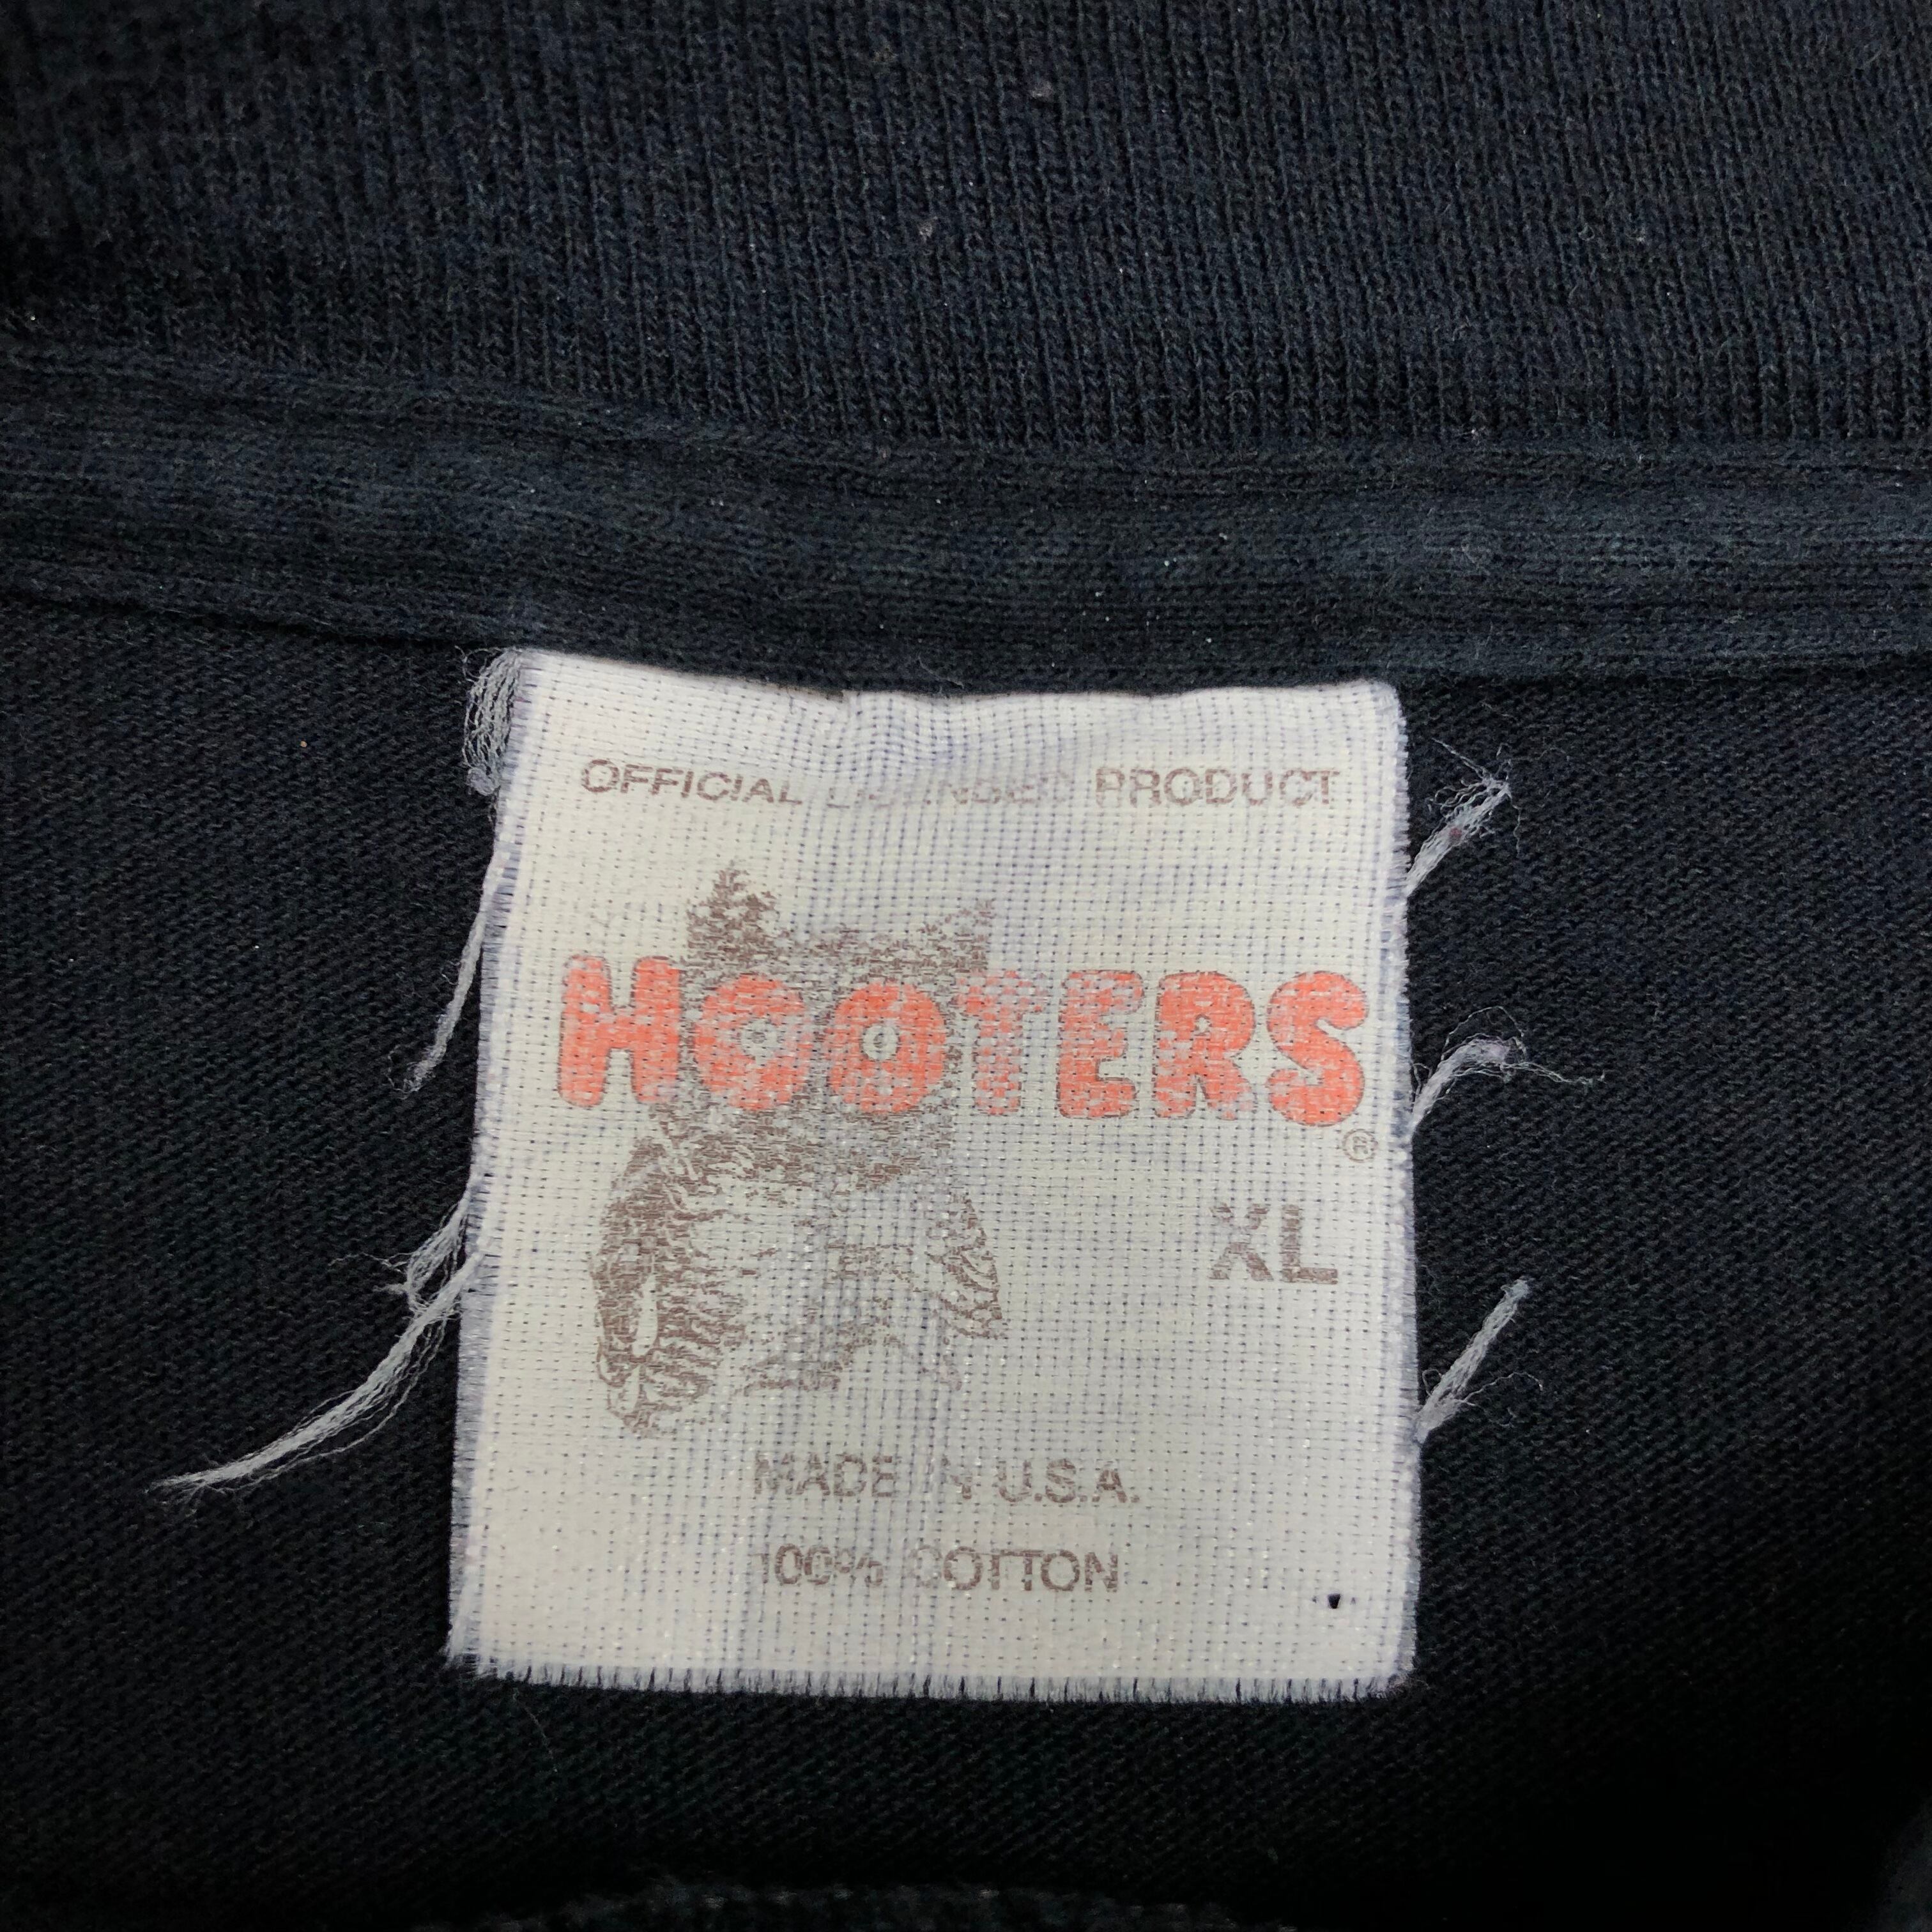 OFFICIAL LICENSED PRODUCT
HOOTERS
®
XL
MADE IN U.S.A.
100% COTTON